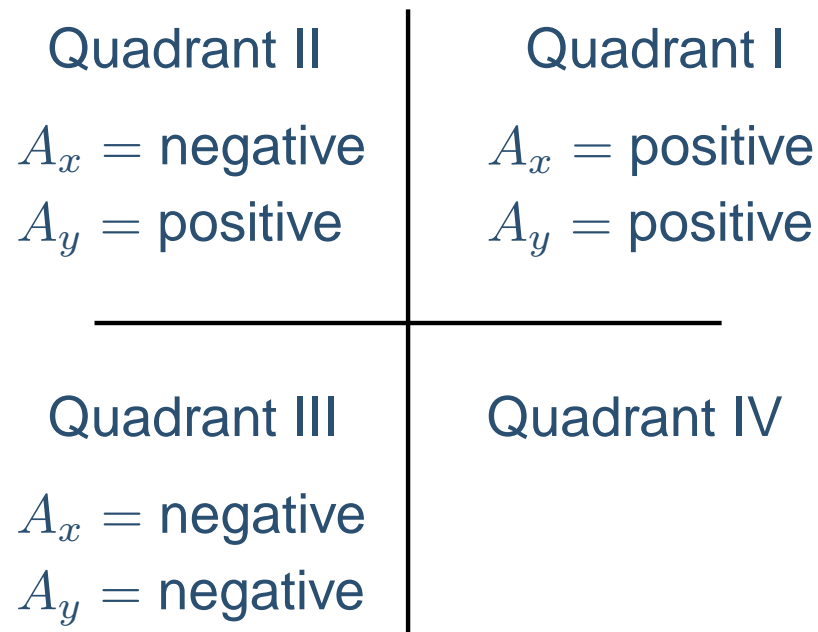 Quadrant II
A_x = negative
A_y = positive
Quadrant I
A_x = positive
A_y = positive
Quadrant III
A_x = negative
A_y = negative
Quadrant IV